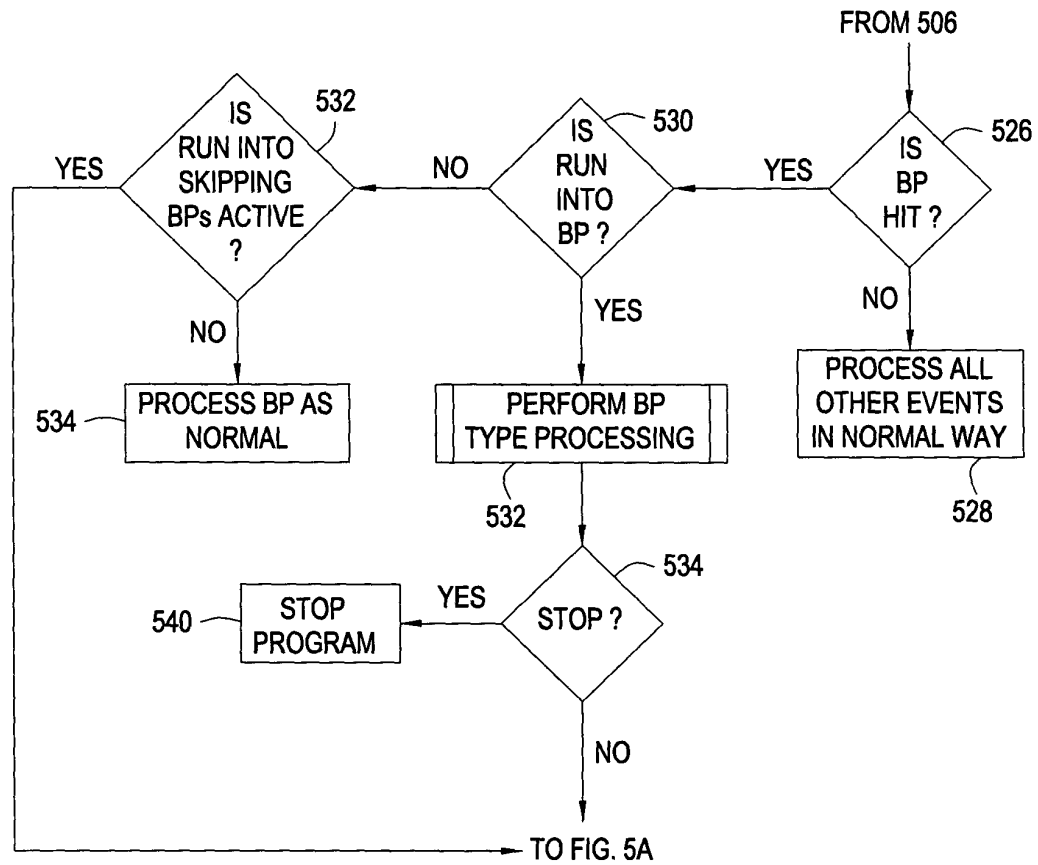 FROM 506
IS
BP
HIT ?
526
YES
NO
PROCESS ALL
OTHER EVENTS
IN NORMAL WAY
528
IS
RUN
INTO
BP ?
530
NO
YES
IS
RUN INTO
SKIPPING
BPs ACTIVE
?
532
YES
NO
PROCESS BP AS
NORMAL
534
PERFORM BP
TYPE PROCESSING
532
STOP ?
534
YES
STOP
PROGRAM
540
NO
TO FIG. 5A